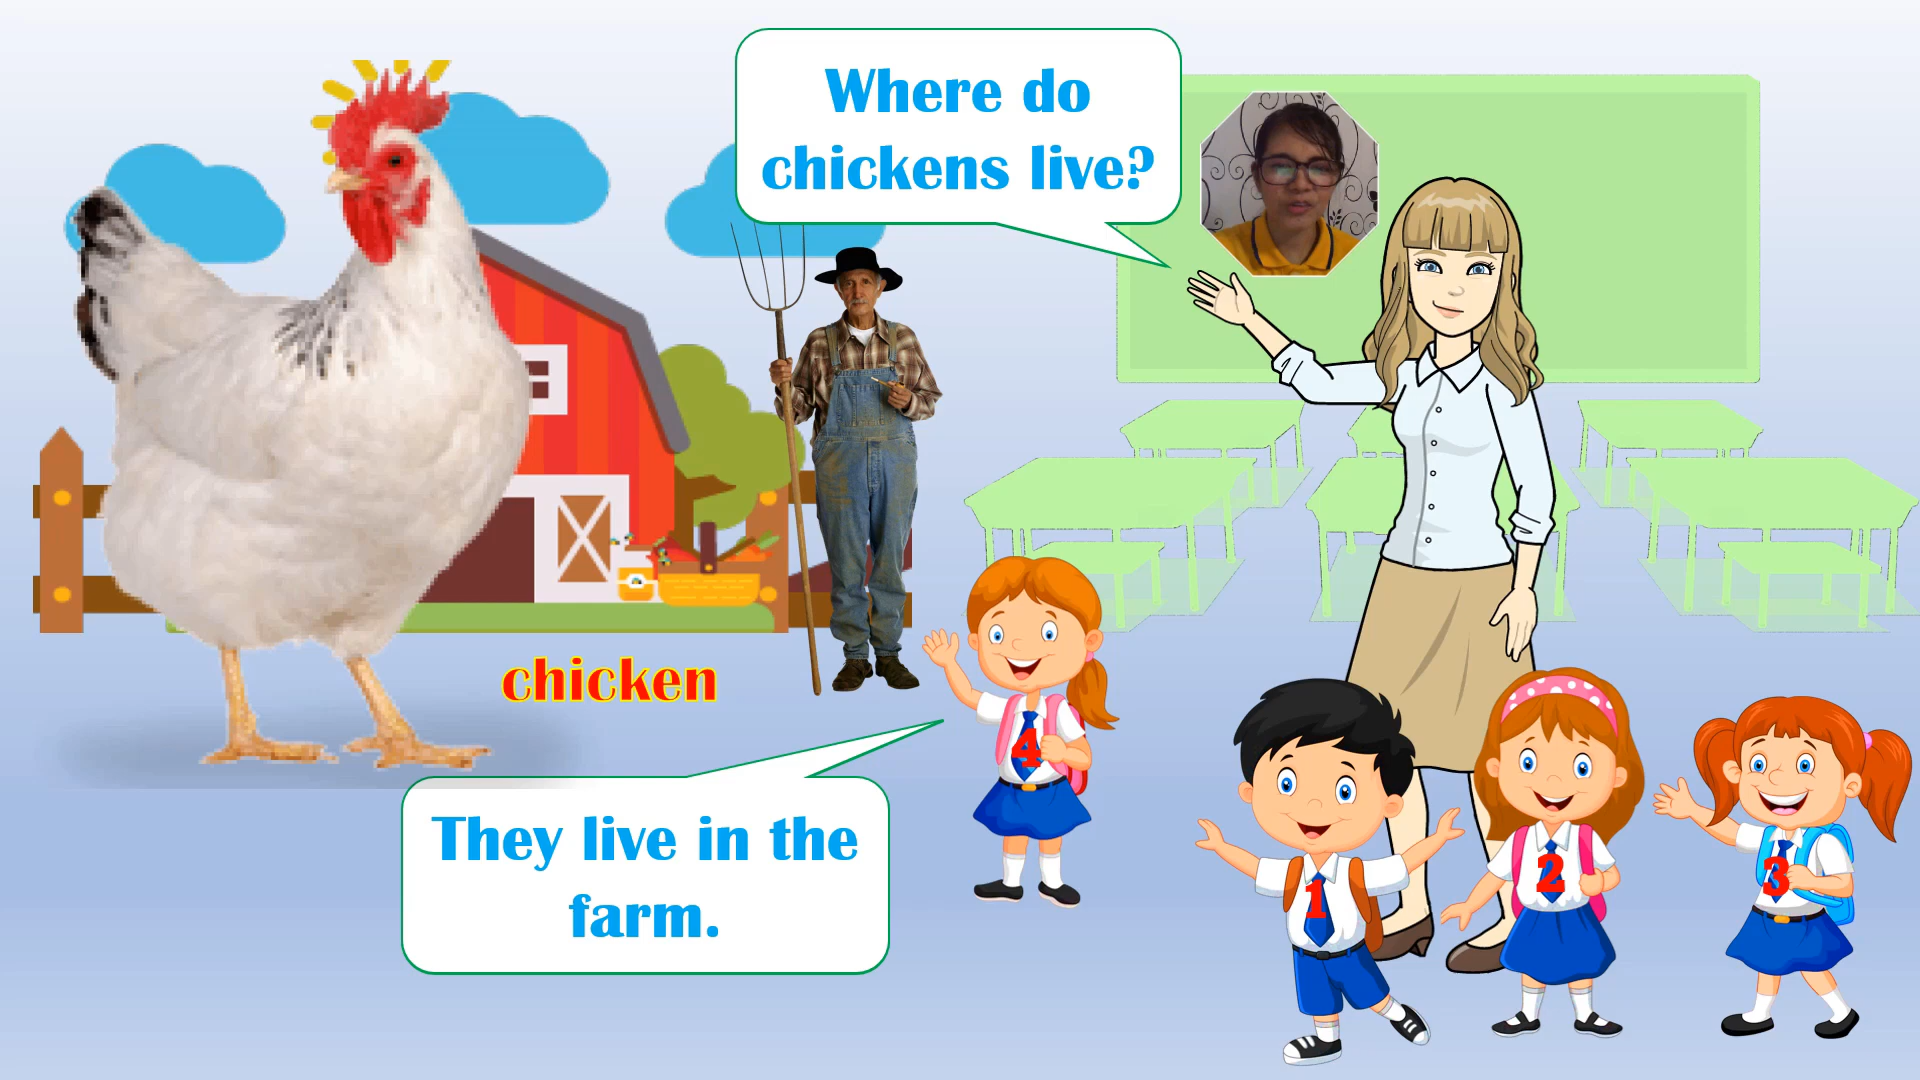 Where do
chickens live?
chicken
They live in the
farm.
4
1
2
3